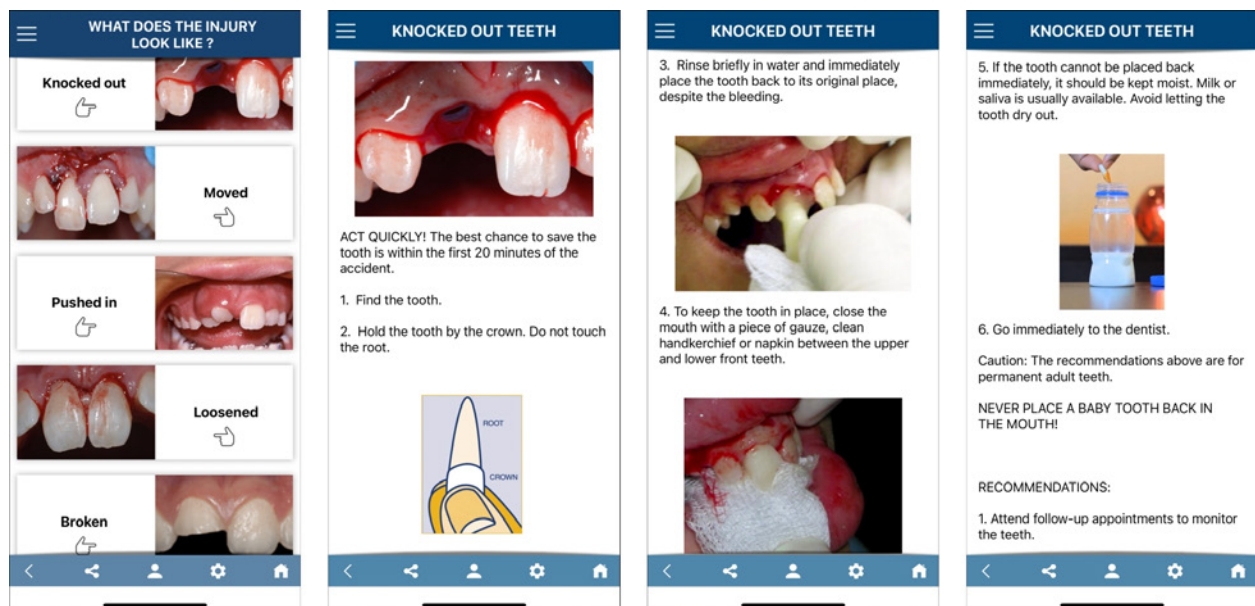 WHAT DOES THE INJURY
LOOK LIKE ?
Knocked out
Moved
Pushed in
Loosened
Broken
KNOCKED OUT TEETH
ACT QUICKLY! The best chance to save the
tooth is within the first 20 minutes of the
accident.
1. Find the tooth.
2. Hold the tooth by the crown. Do not touch
the root.
ROOT
CROWN
KNOCKED OUT TEETH
3. Rinse briefly in water and immediately
place the tooth back to its original place,
despite the bleeding.
4. To keep the tooth in place, close the
mouth with a piece of gauze, clean
handkerchief or napkin between the upper
and lower front teeth.
KNOCKED OUT TEETH
5. If the tooth cannot be placed back
immediately, it should be kept moist. Milk or
saliva is usually available. Avoid letting the
tooth dry out.
6. Go immediately to the dentist.
Caution: The recommendations above are for
permanent adult teeth.
NEVER PLACE A BABY TOOTH BACK IN
THE MOUTH!
RECOMMENDATIONS:
1. Attend follow-up appointments to monitor
the teeth.